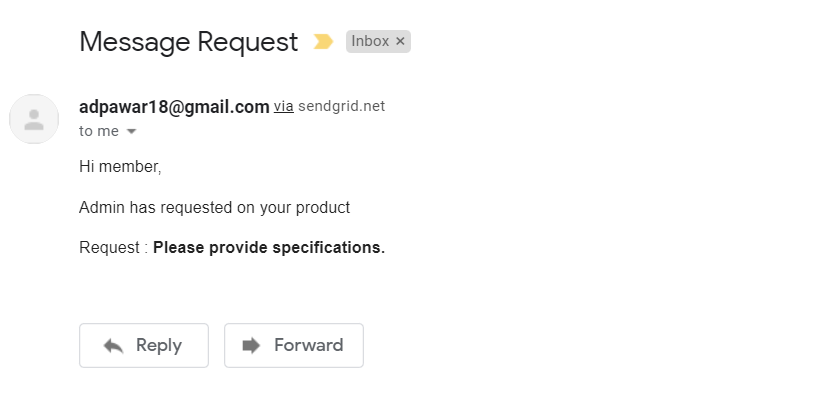 Message Request Inbox ×
adpawar18@gmail.com via sendgrid.net
to me
Hi member,
Admin has requested on your product
Request : Please provide specifications.
Reply Forward